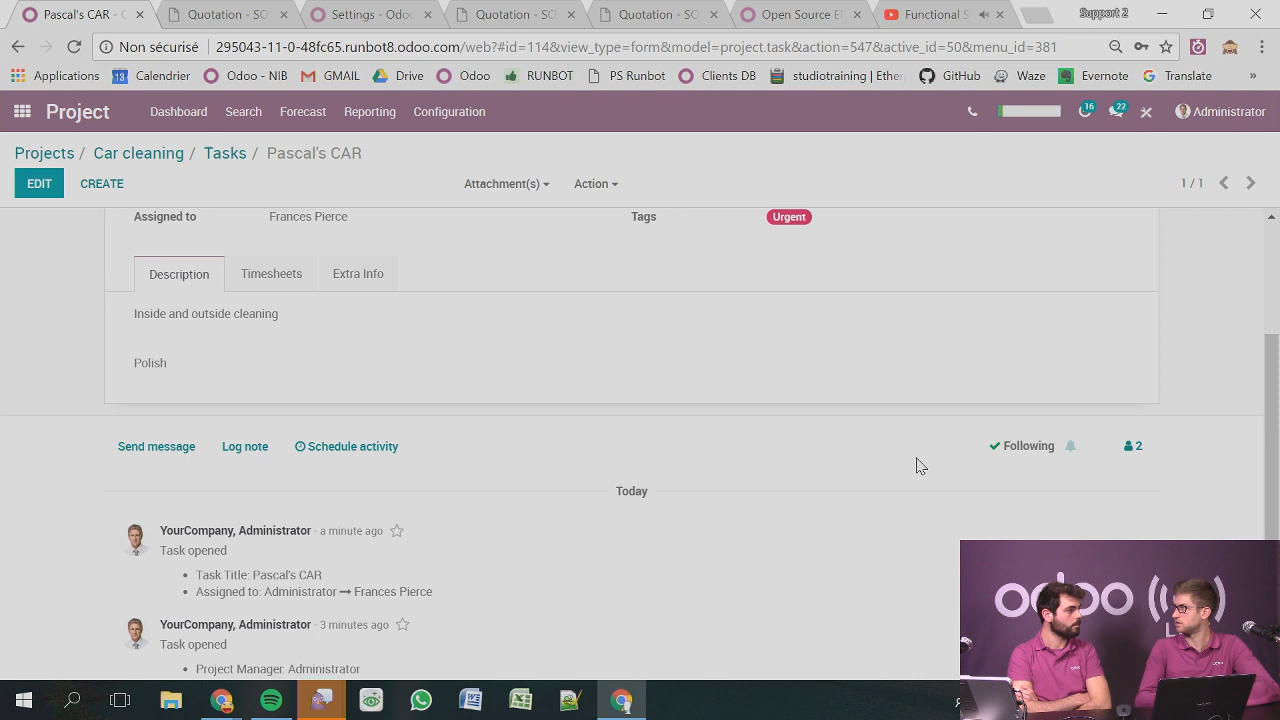 Pascal's CAR - C
Quotation - SO
Settings - Odoo
Quotation - SO
Quotation - SO
Open Source E
Functional S
Support 2
Non sécurisé
295043-11-0-48fc65.runbot8.odoo.com/web?#id=114&view_type=form&model=project.task&action=547&active_id=50&menu_id=381
Applications
13
Calendrier
Odoo - NIB
GMAIL
Drive
Odoo
RUNBOT
PS Runbot
Clients DB
studiotraining | Ether
GitHub
Waze
Evernote
Translate
»
Project
Dashboard
Search
Forecast
Reporting
Configuration
16
22
Administrator
Projects / Car cleaning / Tasks / Pascal's CAR
EDIT
CREATE
Attachment(s)
Action
1 / 1
Assigned to
Frances Pierce
Tags
Urgent
Description
Timesheets
Extra Info
Inside and outside cleaning
Polish
Send message
Log note
Schedule activity
Following
2
Today
YourCompany, Administrator - a minute ago
Task opened
• Task Title: Pascal's CAR
• Assigned to: Administrator → Frances Pierce
YourCompany, Administrator - 3 minutes ago
Task opened
• Project Manager: Administrator
odoo